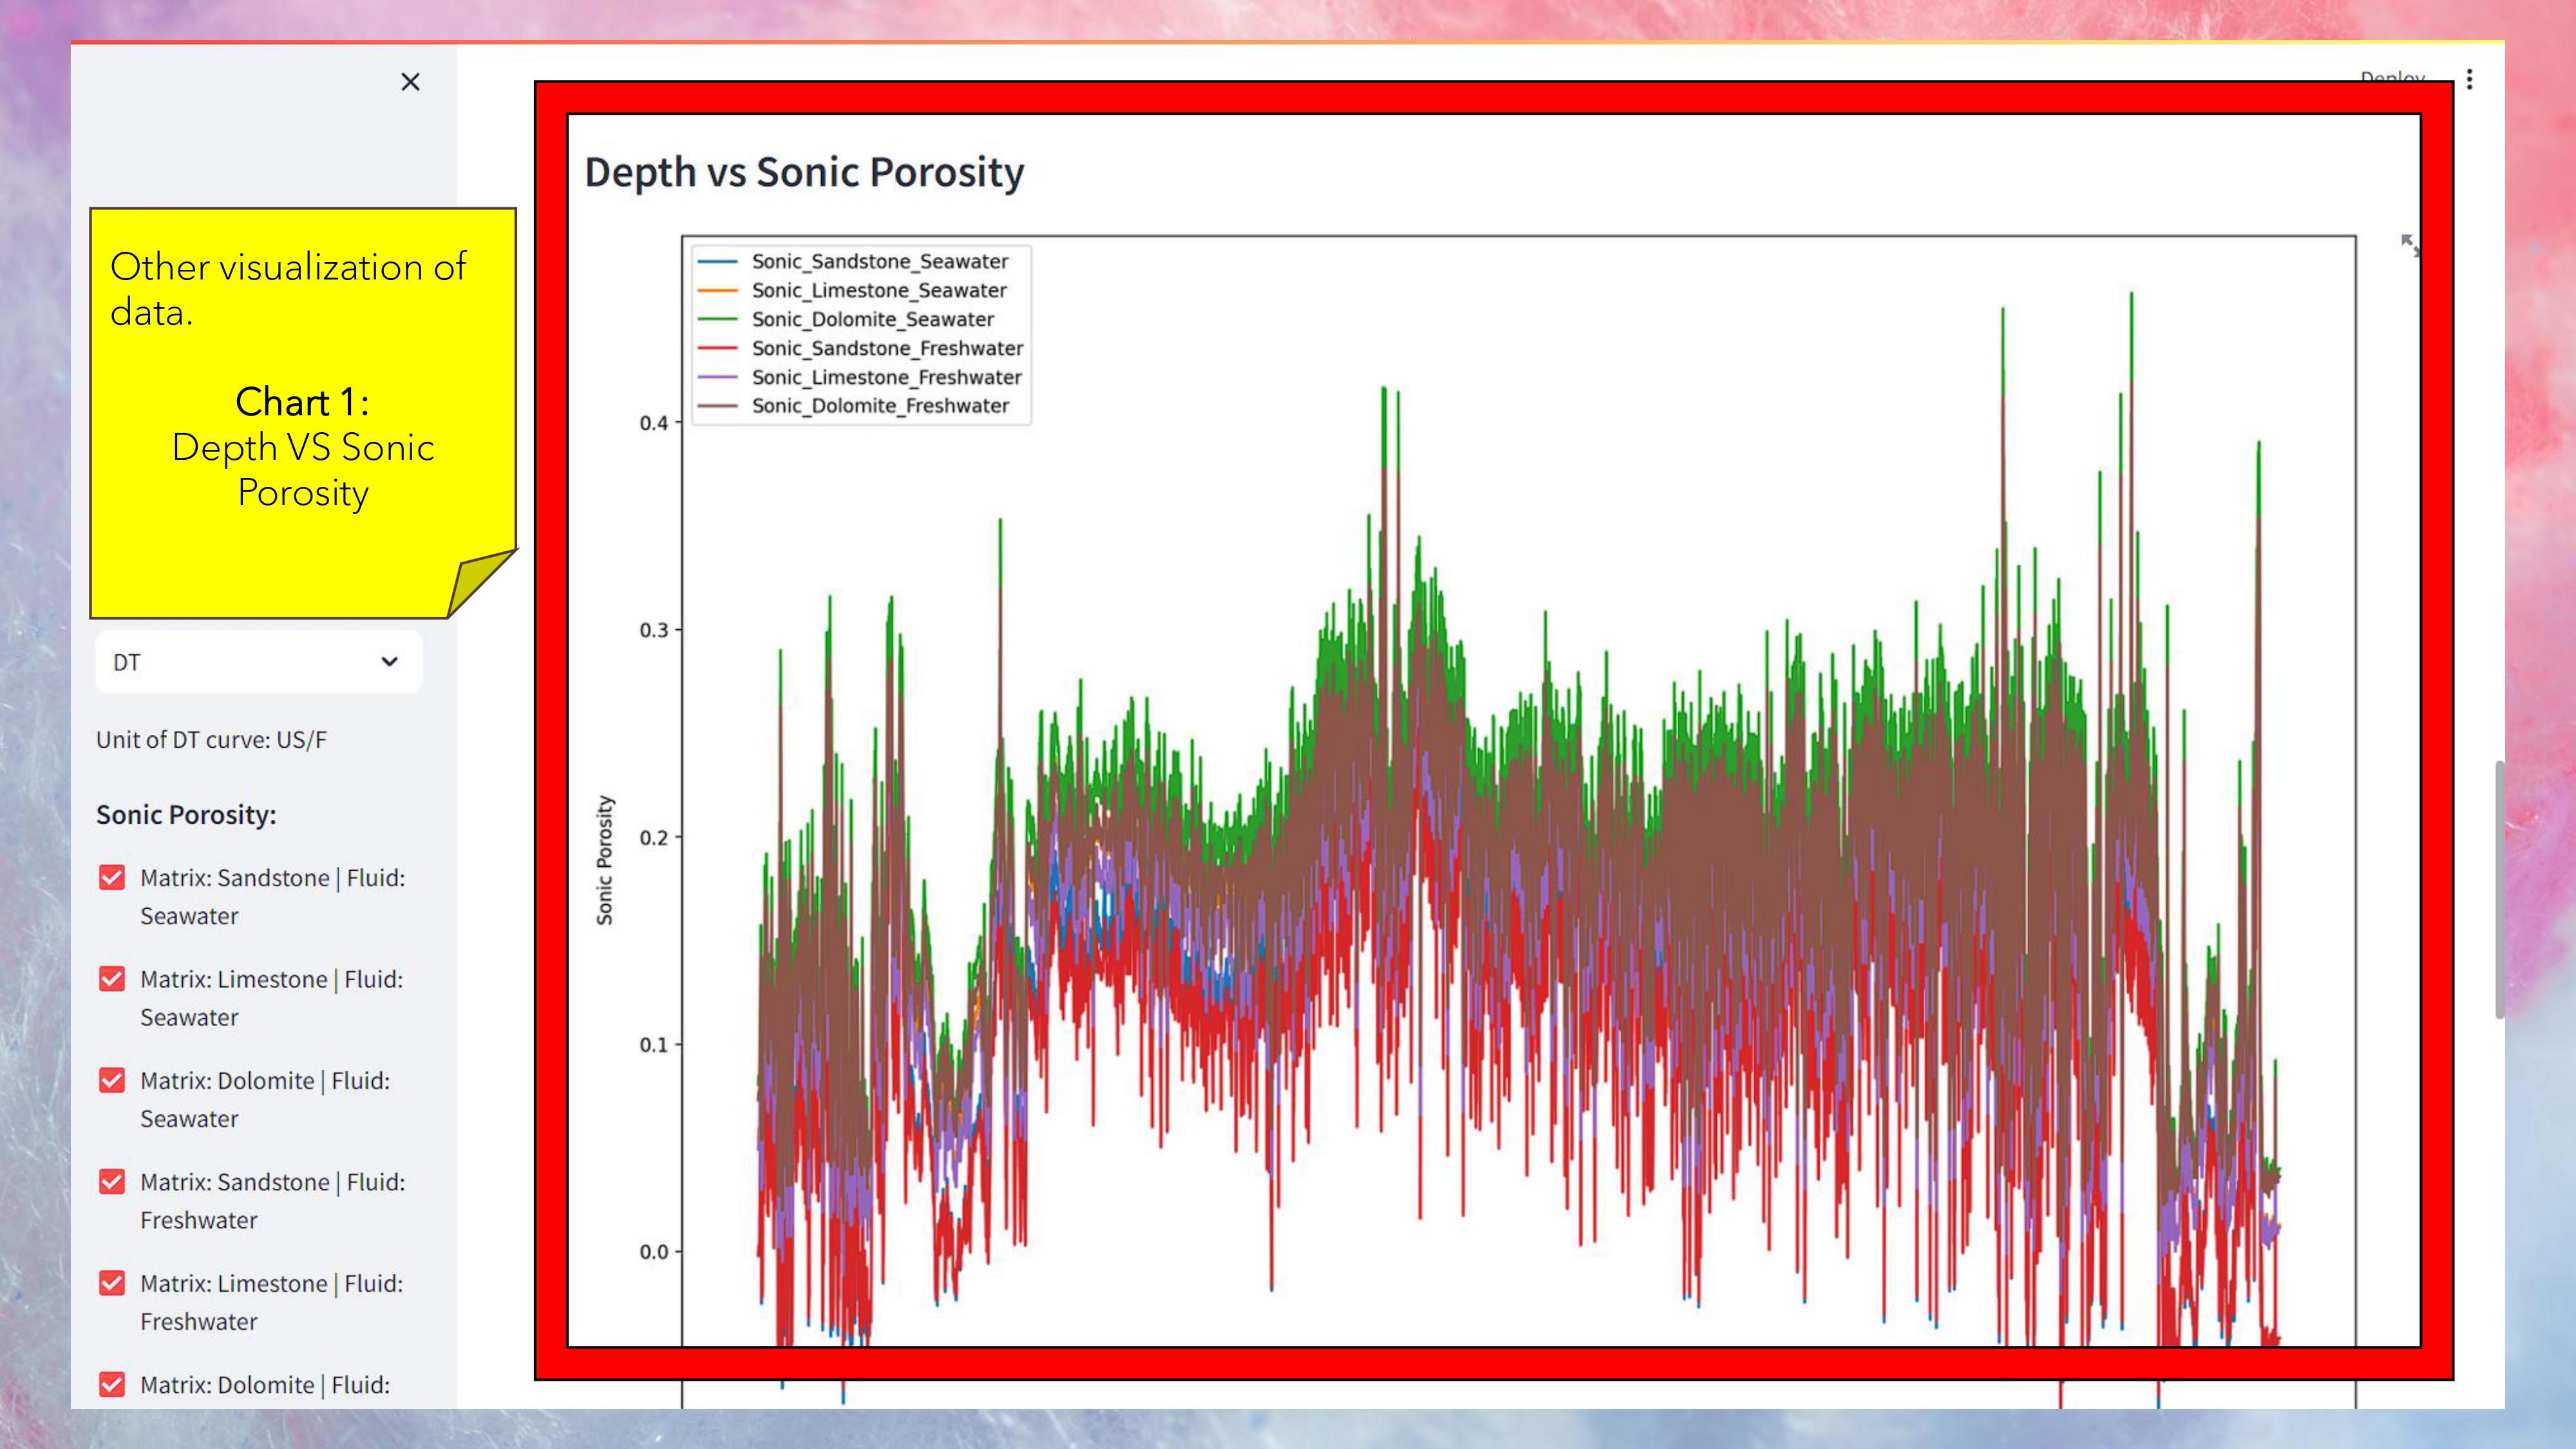 Deploy
Depth vs Sonic Porosity
Other visualization of
data.
Chart 1:
Depth VS Sonic
Porosity
DT
Unit of DT curve: US/F
Sonic Porosity:
Matrix: Sandstone | Fluid:
Seawater
Matrix: Limestone | Fluid:
Seawater
Matrix: Dolomite | Fluid:
Seawater
Matrix: Sandstone | Fluid:
Freshwater
Matrix: Limestone | Fluid:
Freshwater
Matrix: Dolomite | Fluid:
Sonic_Sandstone_Seawater
Sonic_Limestone_Seawater
Sonic_Dolomite_Seawater
Sonic_Sandstone_Freshwater
Sonic_Limestone_Freshwater
Sonic_Dolomite_Freshwater
0.4
0.3
0.2
0.1
0.0
Sonic Porosity